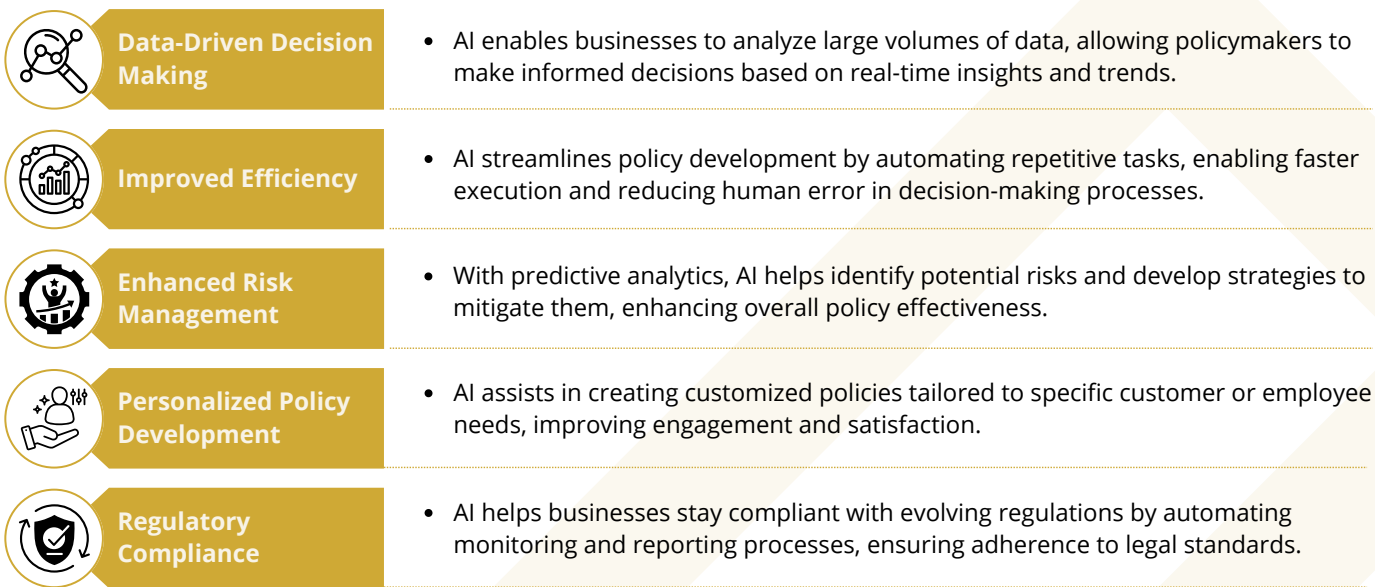 Data-Driven Decision
Making
• AI enables businesses to analyze large volumes of data, allowing policymakers to
make informed decisions based on real-time insights and trends.
Improved Efficiency
• AI streamlines policy development by automating repetitive tasks, enabling faster
execution and reducing human error in decision-making processes.
Enhanced Risk
Management
• With predictive analytics, AI helps identify potential risks and develop strategies to
mitigate them, enhancing overall policy effectiveness.
Personalized Policy
Development
• AI assists in creating customized policies tailored to specific customer or employee
needs, improving engagement and satisfaction.
Regulatory
Compliance
• AI helps businesses stay compliant with evolving regulations by automating
monitoring and reporting processes, ensuring adherence to legal standards.